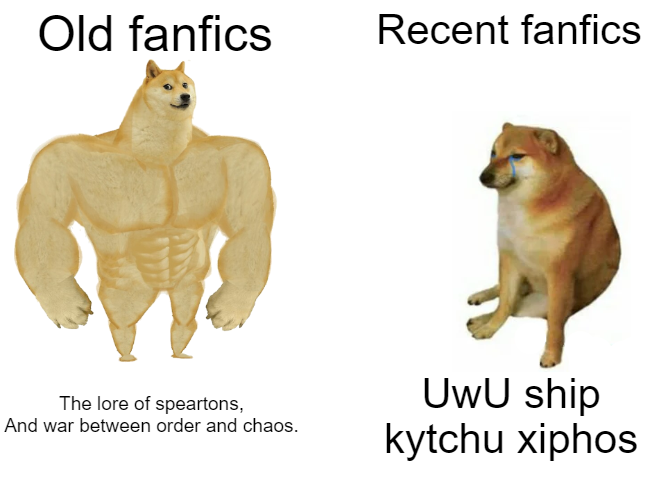 Old fanfics
Recent fanfics
The lore of speartons,
And war between order and chaos.
UwU ship
kytchu xiphos